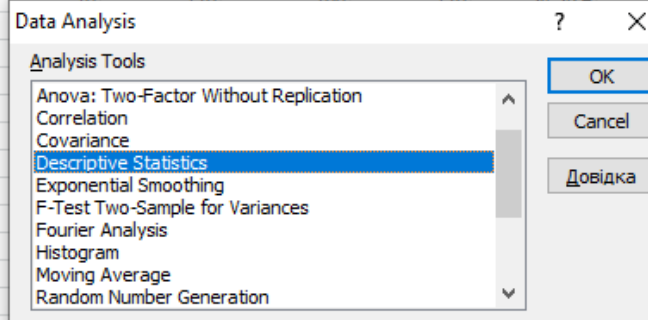 Data Analysis
?
Analysis Tools
Anova: Two-Factor Without Replication
Correlation
Covariance
Descriptive Statistics
Exponential Smoothing
F-Test Two-Sample for Variances
Fourier Analysis
Histogram
Moving Average
Random Number Generation
OK
Cancel
Довідка